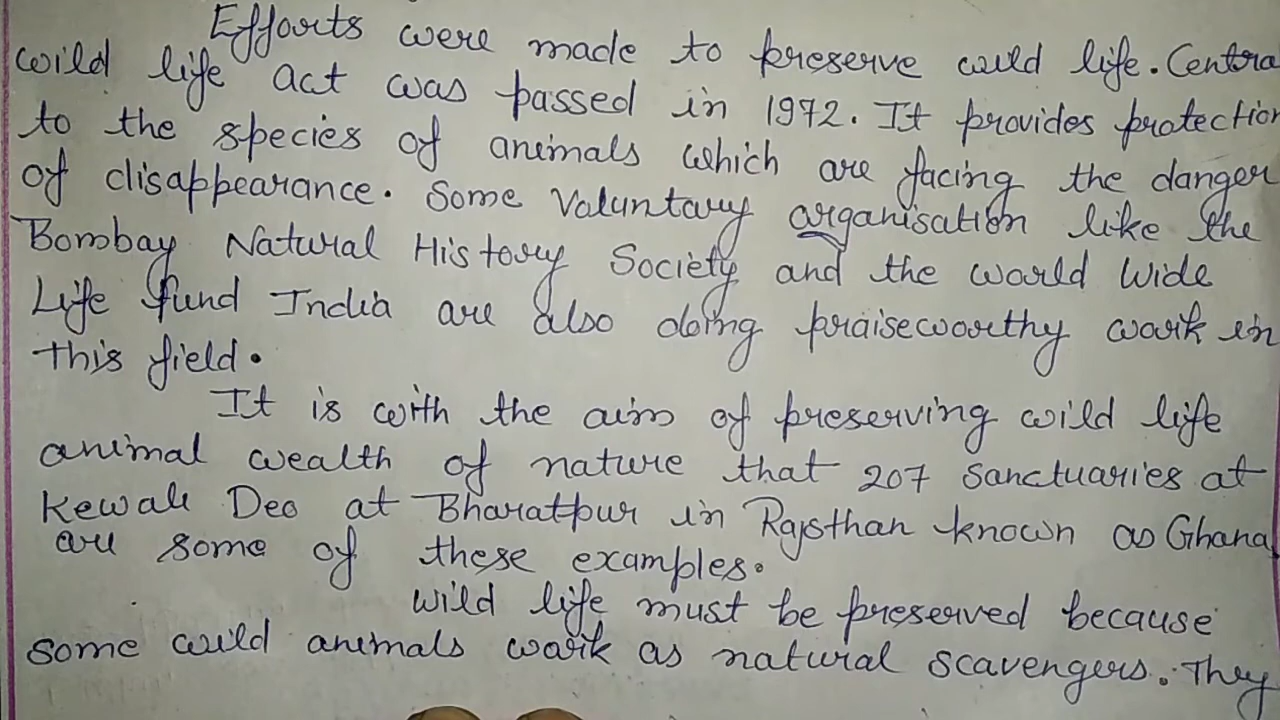 Efforts were made to preserve wild life. Centra
wild life act was passed in 1972. It provides protection
to the species of animals which are facing the danger
of disappearance. Some Voluntary organisation like the
Bombay Natural History Society and the world Wide
Life fund India are also doing praiseworthy work in
this field.
It is with the aim of preserving wild life
animal wealth of nature that 207 sanctuaries at
Kewali Deo at Bharatpur in Rajsthan known as Ghana
are some of these examples.
Wild life must be preserved because
some wild animals work as natural scavengers. They